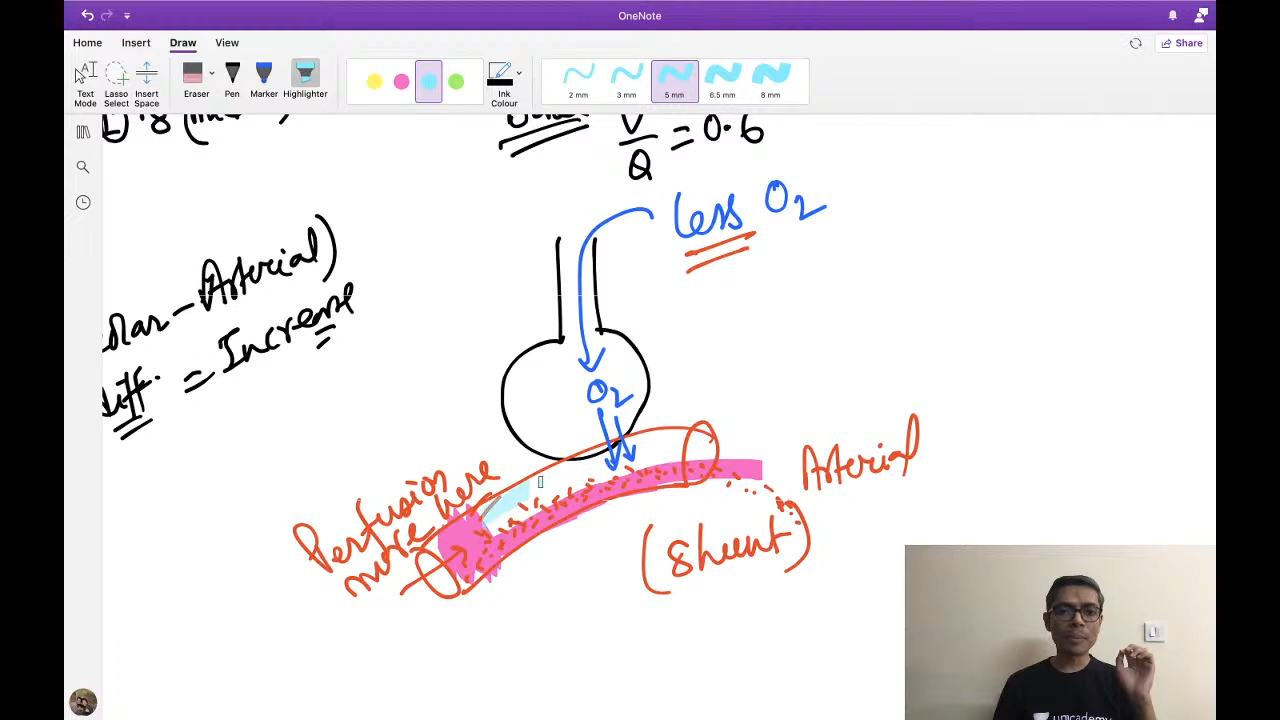 OneNote
Home Insert Draw View
Share
Text Mode
Lasso Select
Insert Space
Eraser
Pen
Marker
Highlighter
Ink Colour
2 mm 3 mm 5 mm 6.5 mm 8 mm
V/Q = 0.6
less O2
Arterial)
diff. = Increase
O2
Perfusion
more here
Arterial
(Shunt)
unacademy